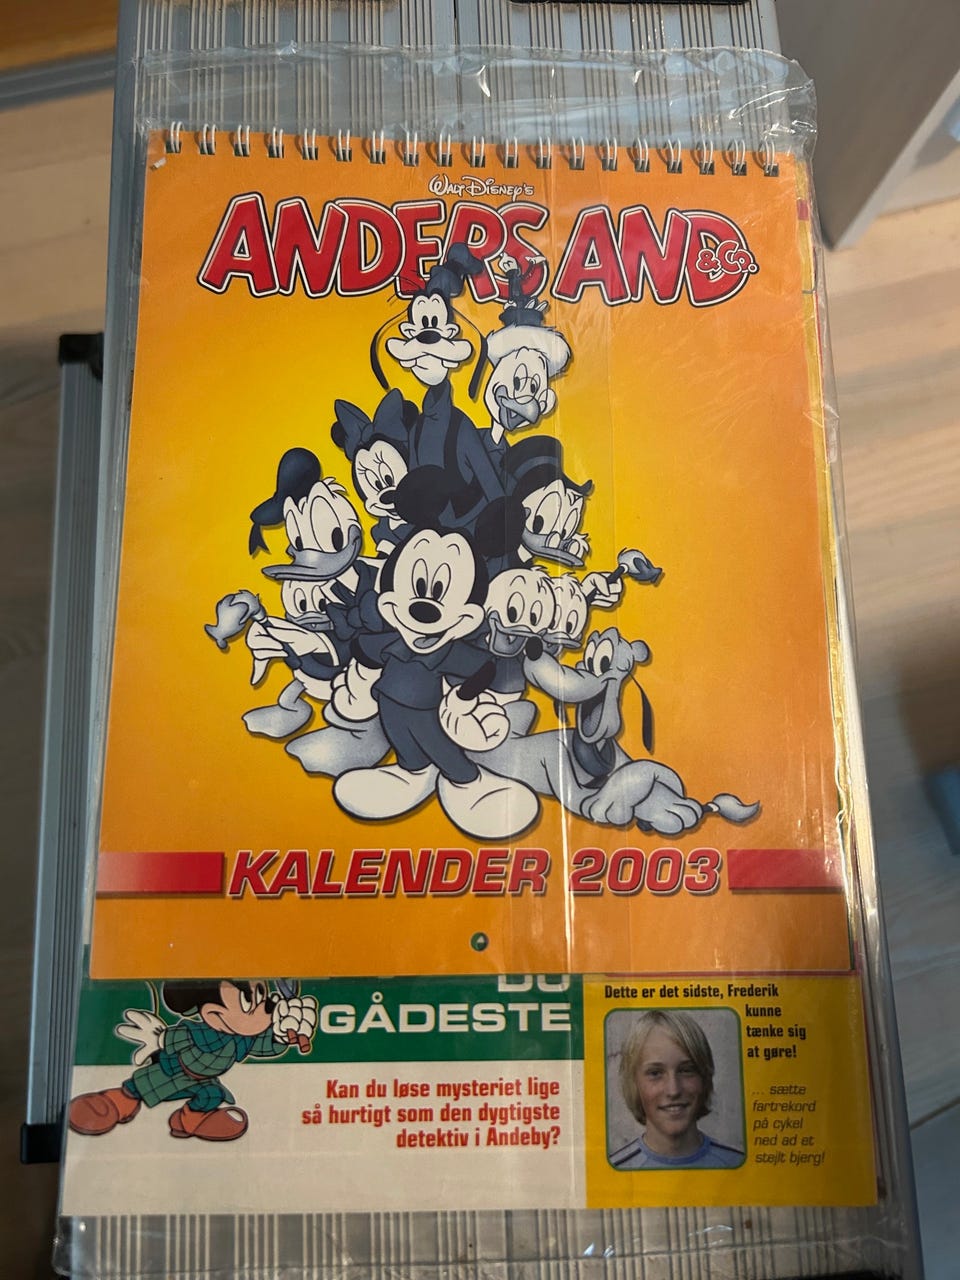 WALT DISNEY'S
ANDERS AND
& Co.
KALENDER 2003
DU
GÅDESTE
Kan du løse mysteriet lige
så hurtigt som den dygtigste
detektiv i Andeby?
Dette er det sidste, Frederik
kunne
tænke sig
at gøre!
... sætte
fartrekord
på cykel
ned ad et
stejlt bjerg!